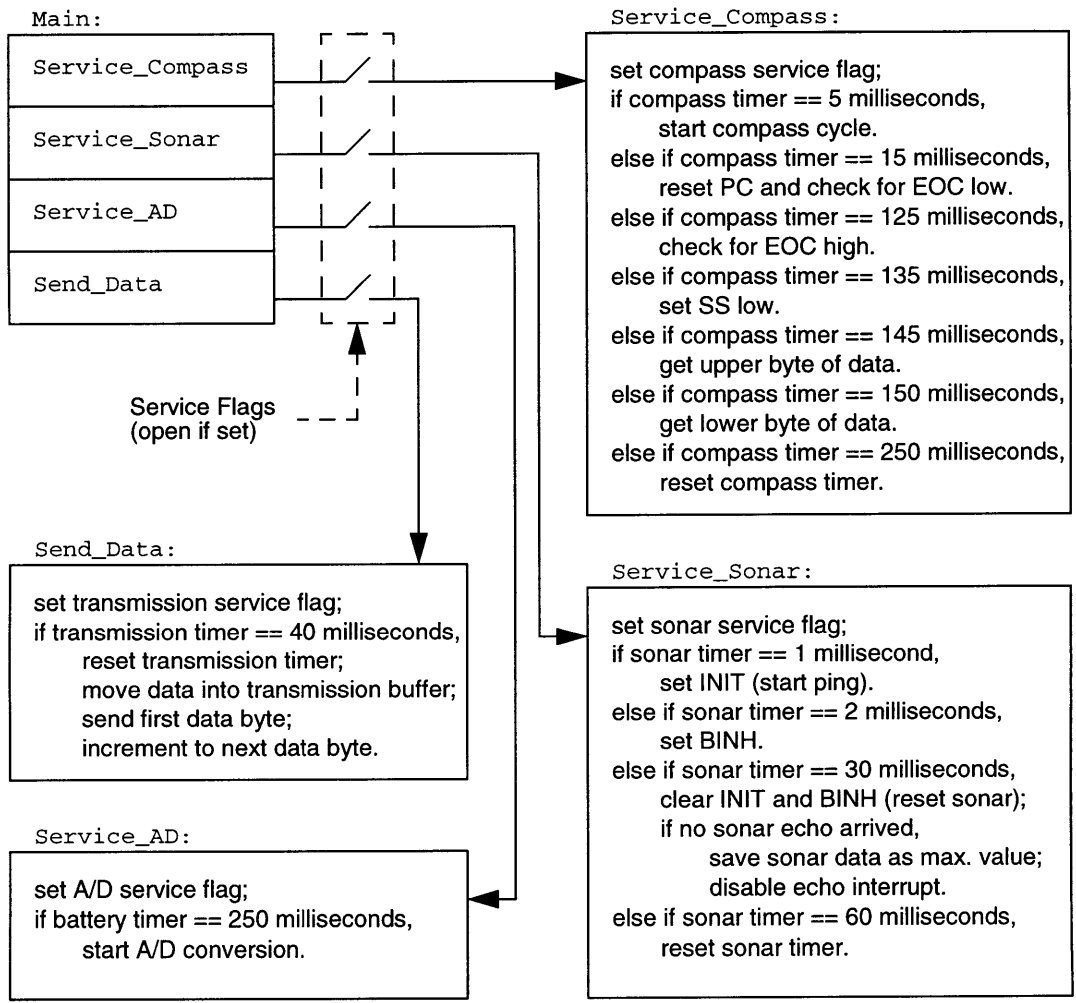 Main:
Service_Compass
Service_Sonar
Service_AD
Send_Data
Service Flags
(open if set)
Service_Compass:
set compass service flag;
if compass timer == 5 milliseconds,
start compass cycle.
else if compass timer == 15 milliseconds,
reset PC and check for EOC low.
else if compass timer == 125 milliseconds,
check for EOC high.
else if compass timer == 135 milliseconds,
set SS low.
else if compass timer == 145 milliseconds,
get upper byte of data.
else if compass timer == 150 milliseconds,
get lower byte of data.
else if compass timer == 250 milliseconds,
reset compass timer.
Send_Data:
set transmission service flag;
if transmission timer == 40 milliseconds,
reset transmission timer;
move data into transmission buffer;
send first data byte;
increment to next data byte.
Service_AD:
set A/D service flag;
if battery timer == 250 milliseconds,
start A/D conversion.
Service_Sonar:
set sonar service flag;
if sonar timer == 1 millisecond,
set INIT (start ping).
else if sonar timer == 2 milliseconds,
set BINH.
else if sonar timer == 30 milliseconds,
clear INIT and BINH (reset sonar);
if no sonar echo arrived,
save sonar data as max. value;
disable echo interrupt.
else if sonar timer == 60 milliseconds,
reset sonar timer.